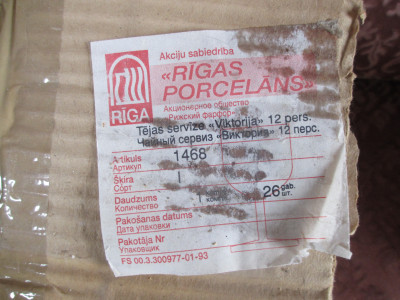 Akciju sabiedrība
«RĪGAS
PORCELĀNS»
RĪGA
Акционерное общество
"Рижский фарфор"
Tējas servīze «Viktorija» 12 pers.
Чайный сервиз «Виктория» 12 перс.
Artikuls 1468
Артикул
Šķira I
Сорт
Daudzums 1 26 gab.
Количество шт.
Pakošanas datums
Дата упаковки
Pakotāja Nr
Упаковщик
FS 00.3.300977-01-93